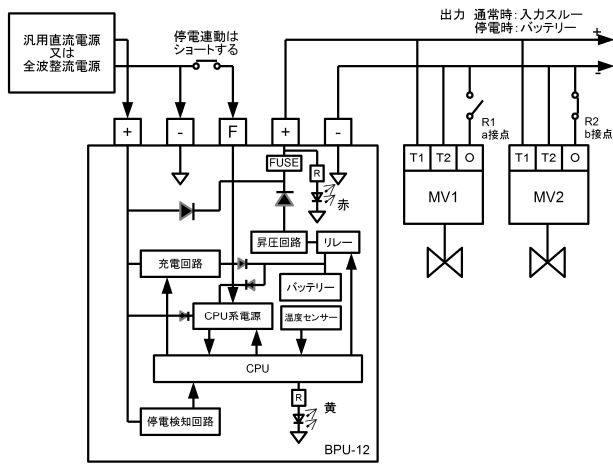 汎用直流電源
又は
全波整流電源
停電連動は
ショートする
出力 通常時:入力スルー
停電時:バッテリー
+
-
R1
a接点
R2
b接点
+
-
F
+
-
T1
T2
O
MV1
T1
T2
O
MV2
FUSE
R
赤
昇圧回路
リレー
充電回路
バッテリー
CPU系電源
温度センサー
CPU
R
黄
停電検知回路
BPU-12